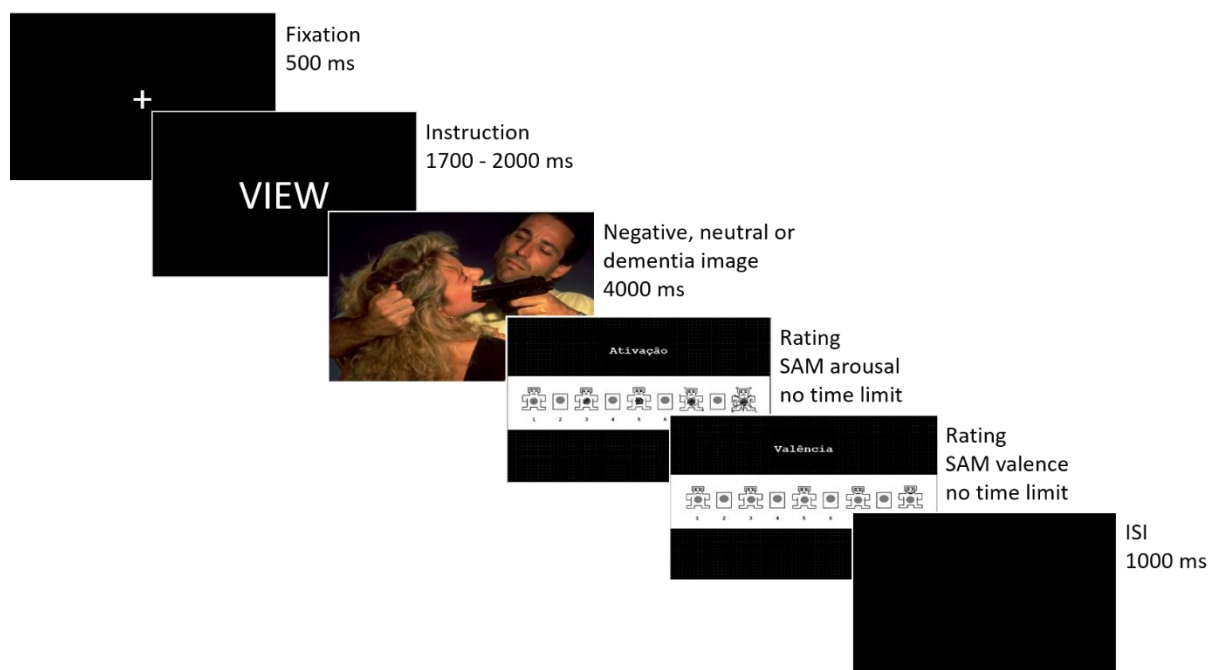 Fixation
500 ms
+
Instruction
1700 - 2000 ms
VIEW
Negative, neutral or
dementia image
4000 ms
Rating
SAM arousal
no time limit
Ativação
1 2 3 4 5 6
Rating
SAM valence
no time limit
Valência
1 2 3 4 5 6
ISI
1000 ms